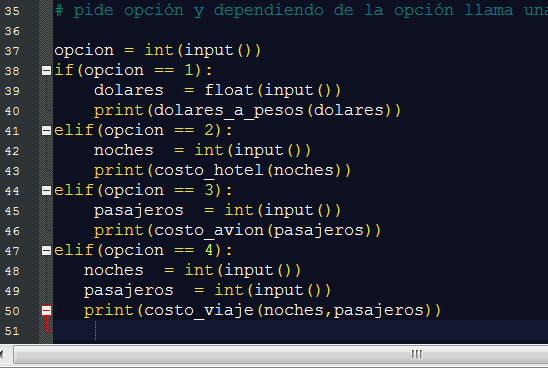 35 # pide opción y dependiendo de la opción llama una
36
37 opcion = int(input())
38 if(opcion == 1):
39     dolares  = float(input())
40     print(dolares_a_pesos(dolares))
41 elif(opcion == 2):
42     noches  = int(input())
43     print(costo_hotel(noches))
44 elif(opcion == 3):
45     pasajeros  = int(input())
46     print(costo_avion(pasajeros))
47 elif(opcion == 4):
48    noches  = int(input())
49    pasajeros  = int(input())
50    print(costo_viaje(noches,pasajeros))
51